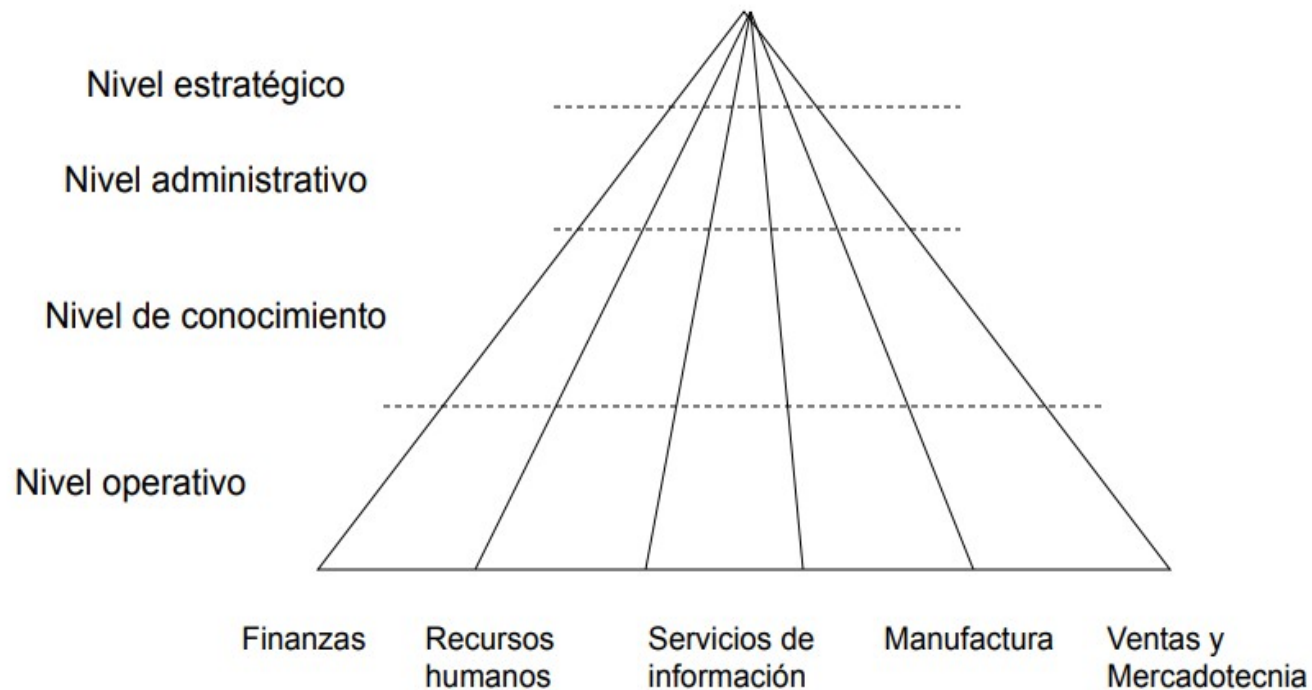 Nivel estratégico
Nivel administrativo
Nivel de conocimiento
Nivel operativo
Finanzas
Recursos
humanos
Servicios de
información
Manufactura
Ventas y
Mercadotecnia